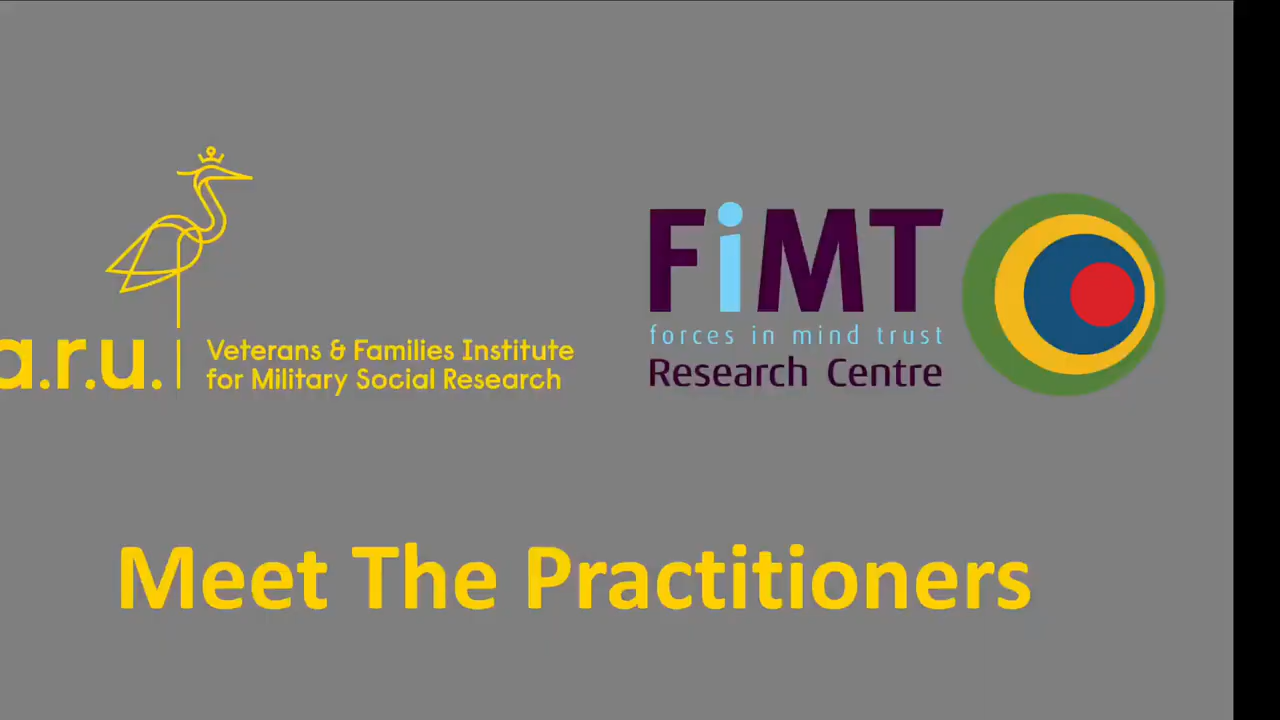 a.r.u.
Veterans & Families Institute
for Military Social Research
FiMT
forces in mind trust
Research Centre
Meet The Practitioners